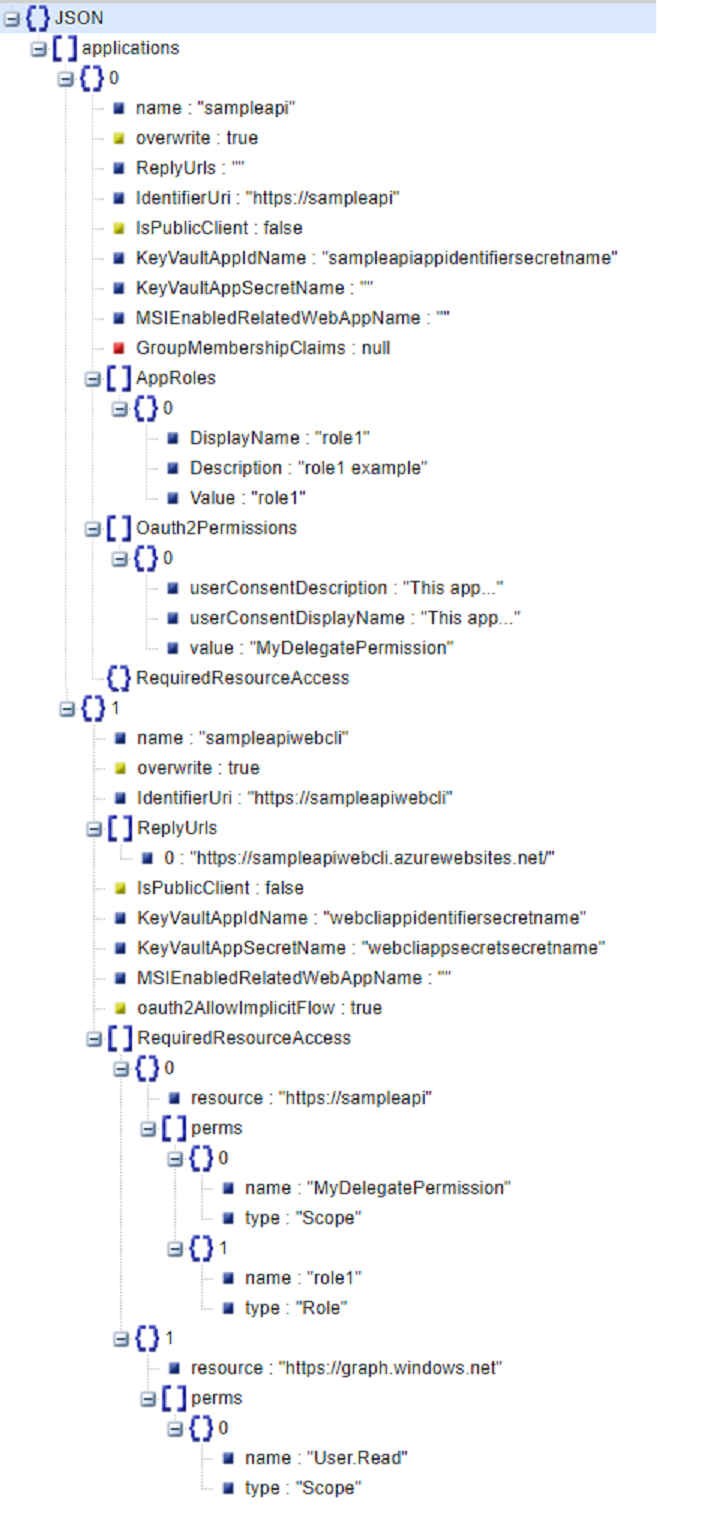 JSON
applications
0
name : "sampleapi"
overwrite : true
ReplyUrls : ""
IdentifierUri : "https://sampleapi"
IsPublicClient : false
KeyVaultAppIdName : "sampleapiappidentifiersecretname"
KeyVaultAppSecretName : ""
MSIEnabledRelatedWebAppName : ""
GroupMembershipClaims : null
AppRoles
0
DisplayName : "role1"
Description : "role1 example"
Value : "role1"
Oauth2Permissions
0
userConsentDescription : "This app..."
userConsentDisplayName : "This app..."
value : "MyDelegatePermission"
RequiredResourceAccess
1
name : "sampleapiwebcli"
overwrite : true
IdentifierUri : "https://sampleapiwebcli"
ReplyUrls
0 : "https://sampleapiwebcli.azurewebsites.net/"
IsPublicClient : false
KeyVaultAppIdName : "webcliappidentifiersecretname"
KeyVaultAppSecretName : "webcliappsecretsecretname"
MSIEnabledRelatedWebAppName : ""
oauth2AllowImplicitFlow : true
RequiredResourceAccess
0
resource : "https://sampleapi"
perms
0
name : "MyDelegatePermission"
type : "Scope"
1
name : "role1"
type : "Role"
1
resource : "https://graph.windows.net"
perms
0
name : "User.Read"
type : "Scope"